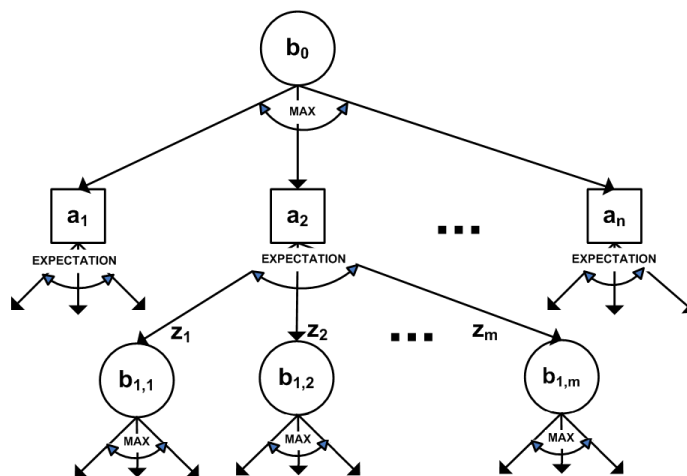 b0
MAX
a1 a2 ... an
EXPECTATION EXPECTATION EXPECTATION
z1 z2 ... zm
b1,1 b1,2 b1,m
MAX MAX MAX